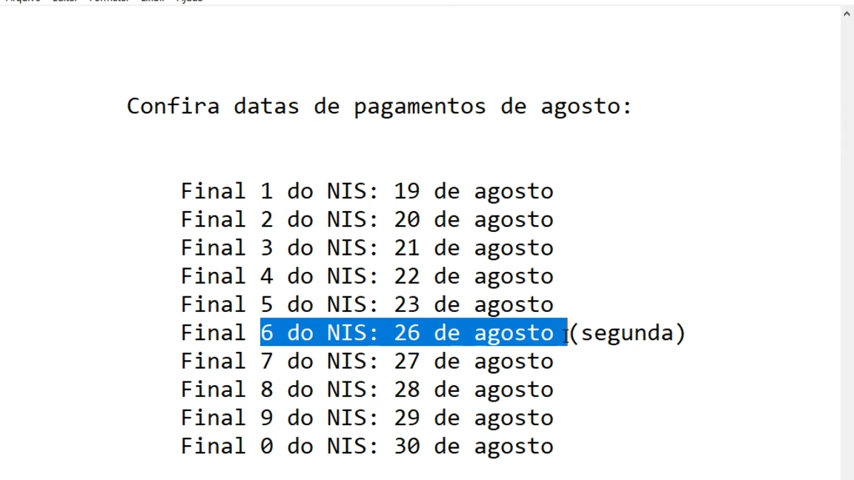 Confira datas de pagamentos de agosto:
Final 1 do NIS: 19 de agosto
Final 2 do NIS: 20 de agosto
Final 3 do NIS: 21 de agosto
Final 4 do NIS: 22 de agosto
Final 5 do NIS: 23 de agosto
Final 6 do NIS: 26 de agosto (segunda)
Final 7 do NIS: 27 de agosto
Final 8 do NIS: 28 de agosto
Final 9 do NIS: 29 de agosto
Final 0 do NIS: 30 de agosto